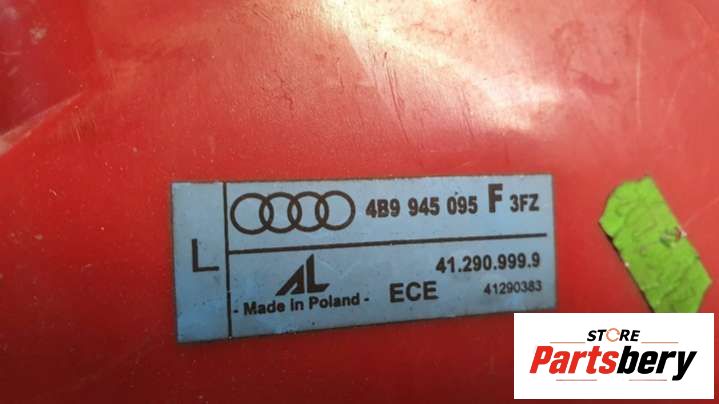 L
4B9 945 095 F 3FZ
41.290.999.9
AL
- Made in Poland -
ECE
41290383
STORE
Partsbery